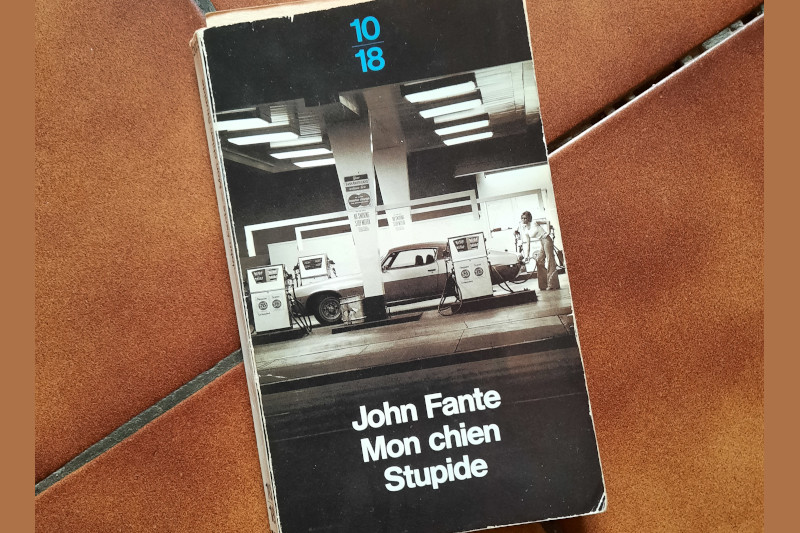 10
18
John Fante
Mon chien
Stupide